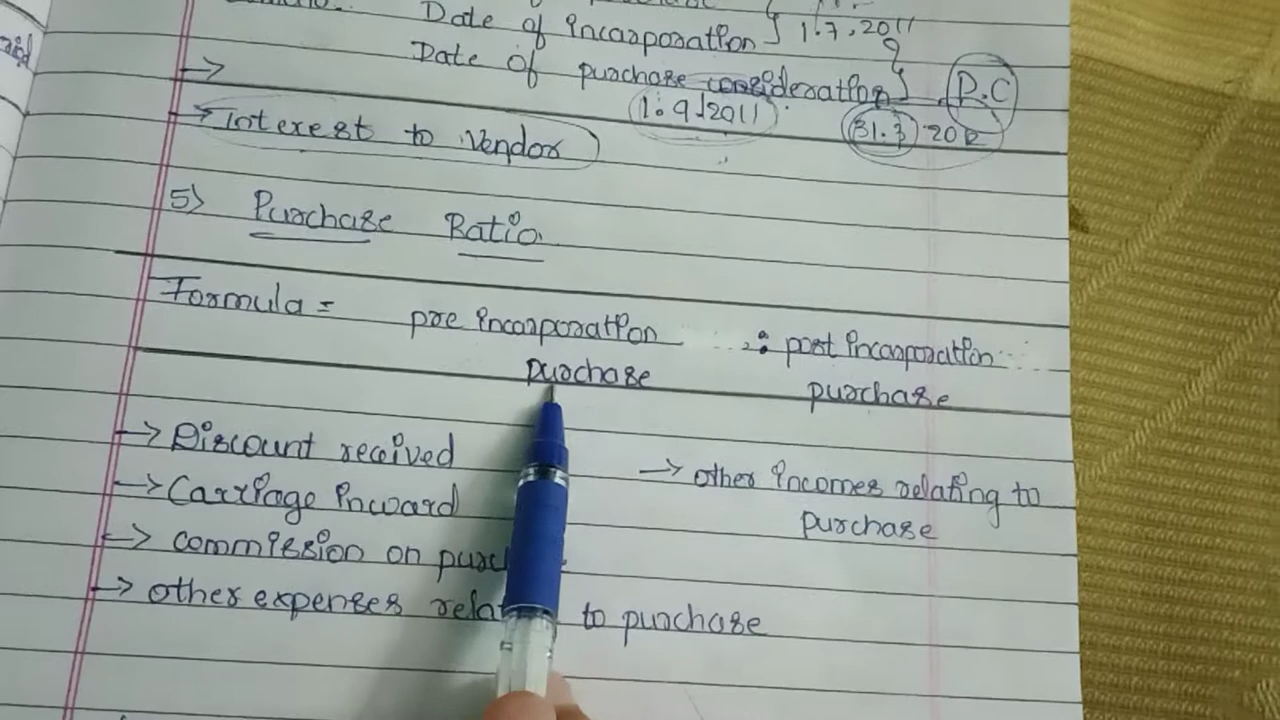 Date of incorporation } 1.7.2011
Date of purchase consideration } P.C
1.9.2011 31.3.2012
→ Interest to Vendor
5) Purchase Ratio
Formula = pre incorporation : post incorporation
purchase purchase
→ Discount received → other incomes relating to
→ Carriage inward purchase
→ commission on
→ other expenses to purchase